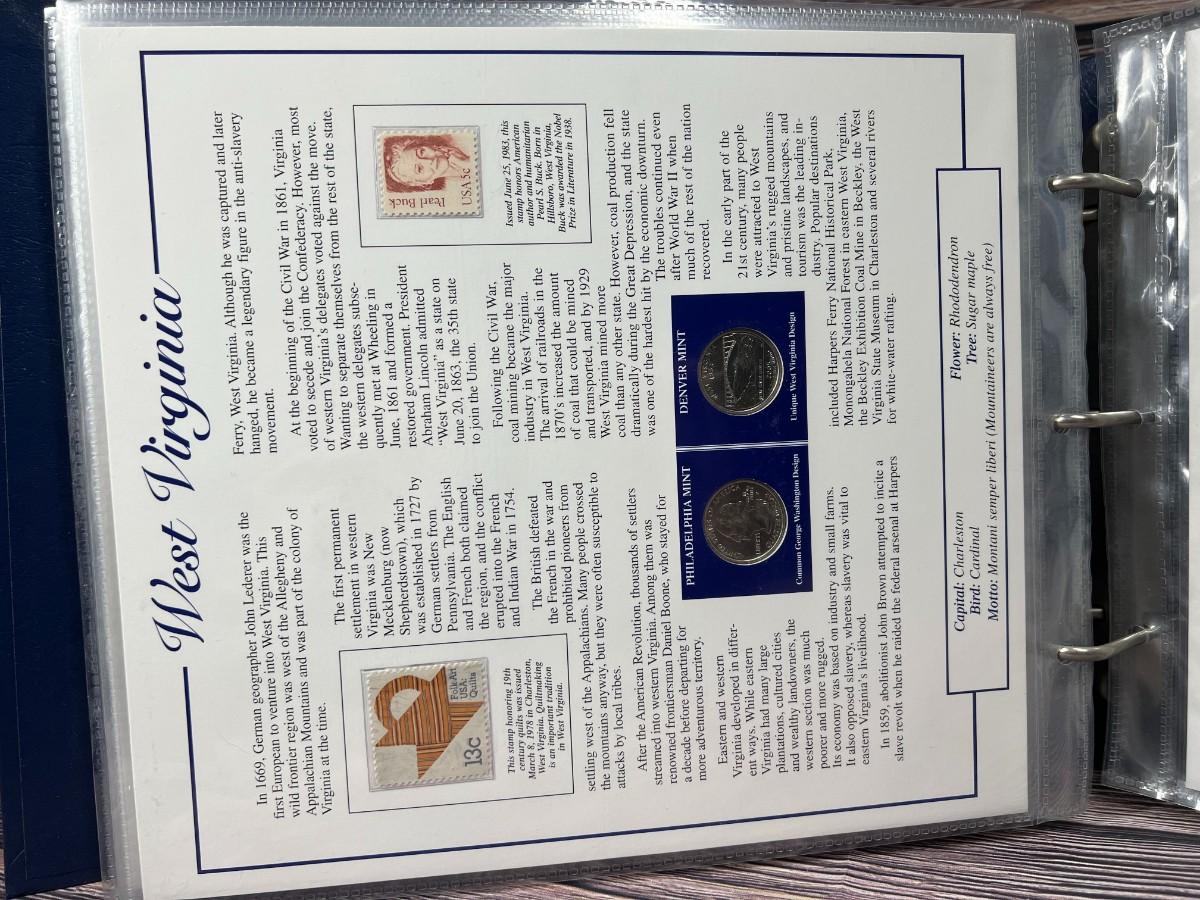 West Virginia
In 1669, German geographer John Lederer was the
first European to venture into West Virginia. This
wild frontier region was west of the Allegheny and
Appalachian Mountains and was part of the colony of
Virginia at the time.
The first permanent
settlement in western
Virginia was New
Mecklenburg (now
Shepherdstown), which
was established in 1727 by
German settlers from
Pennsylvania. The English
and French both claimed
the region, and the conflict
erupted into the French
and Indian War in 1754.
The British defeated
the French in the war and
prohibited pioneers from
settling west of the Appalachians. Many people crossed
the mountains anyway, but they were often susceptible to
attacks by local tribes.
Folk Art
USA:
Quilts
13c
This stamp honoring 19th
century quilts was issued
March 8, 1978 in Charleston,
West Virginia. Quiltmaking
is an important tradition
in West Virginia.
After the American Revolution, thousands of settlers
streamed into western Virginia. Among them was
renowned frontiersman Daniel Boone, who stayed for
a decade before departing for
more adventurous territory.
Eastern and western
Virginia developed in differ-
ent ways. While eastern
Virginia had many large
plantations, cultured cities
and wealthy landowners, the
western section was much
poorer and more rugged.
Its economy was based on industry and small farms.
It also opposed slavery, whereas slavery was vital to
eastern Virginia's livelihood.
In 1859, abolitionist John Brown attempted to incite a
slave revolt when he raided the federal arsenal at Harpers
Ferry, West Virginia. Although he was captured and later
hanged, he became a legendary figure in the anti-slavery
movement.
At the beginning of the Civil War in 1861, Virginia
voted to secede and join the Confederacy. However, most
of western Virginia's delegates voted against the move.
Wanting to separate themselves from the rest of the state,
the western delegates subse-
quently met at Wheeling in
June, 1861 and formed a
restored government. President
Abraham Lincoln admitted
"West Virginia" as a state on
June 20, 1863, the 35th state
to join the Union.
Pearl Buck
USA 5c
Issued June 25, 1983, this
stamp honors American
author and humanitarian
Pearl S. Buck. Born in
Hillsboro, West Virginia,
Buck was awarded the Nobel
Prize in Literature in 1938.
Following the Civil War,
coal mining became the major
industry in West Virginia.
The arrival of railroads in the
1870's increased the amount
of coal that could be mined
and transported, and by 1929
West Virginia mined more
coal than any other state. However, coal production fell
dramatically during the Great Depression, and the state
was one of the hardest hit by the economic downturn.
The troubles continued even
after World War II when
much of the rest of the nation
recovered.
In the early part of the
21st century, many people
were attracted to West
Virginia's rugged mountains
and pristine landscapes, and
tourism was the leading in-
dustry. Popular destinations
included Harpers Ferry National Historical Park,
Monongahela National Forest in eastern West Virginia,
the Beckley Exhibition Coal Mine in Beckley, the West
Virginia State Museum in Charleston and several rivers
for white-water rafting.
PHILADELPHIA MINT
LIBERTY
Common George Washington Design
DENVER MINT
Unique West Virginia Design
Capital: Charleston
Bird: Cardinal
Flower: Rhododendron
Tree: Sugar maple
Motto: Montani semper liberi (Mountaineers are always free)